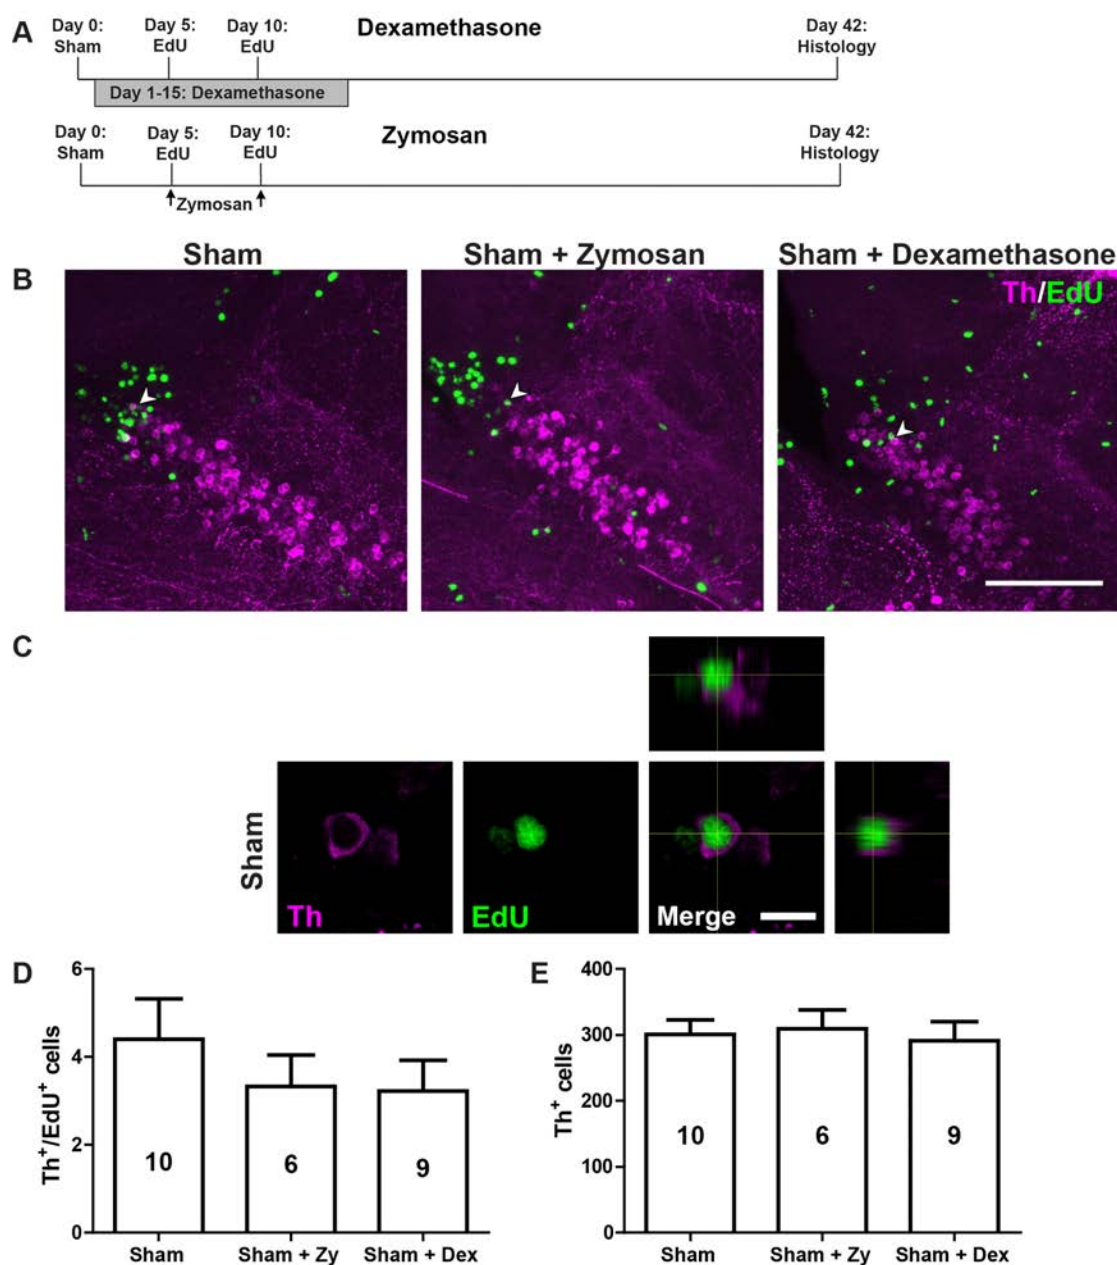 A
Day 0:
Sham
Day 5:
EdU
Day 10:
EdU
Dexamethasone
Day 42:
Histology
Day 1-15: Dexamethasone
Day 0:
Sham
Day 5:
EdU
Day 10:
EdU
Zymosan
Day 42:
Histology
Zymosan
B
Sham
Sham + Zymosan
Sham + Dexamethasone
Th/EdU
C
Sham
Th
EdU
Merge
D
Th+/EdU+ cells
6
4
2
0
10
6
9
Sham
Sham + Zy
Sham + Dex
E
Th+ cells
400
300
200
100
0
10
6
9
Sham
Sham + Zy
Sham + Dex